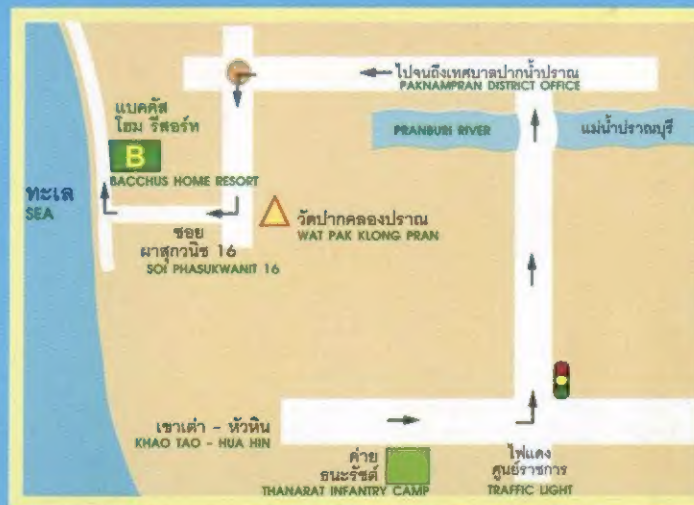 ไปจนถึงเทศบาลปากน้ำปราณ
PAKNAMPRAN DISTRICT OFFICE
แบคคัส
โฮม รีสอร์ท
B
BACCHUS HOME RESORT
PRANBURI RIVER
แม่น้ำปราณบุรี
ทะเล
SEA
วัดปากคลองปราณ
WAT PAK KLONG PRAN
ซอย
ผาสุกวนิช 16
SOI PHASUKWANIT 16
เขาเต่า - หัวหิน
KHAO TAO - HUA HIN
ค่าย
ธนะรัชต์
THANARAT INFANTRY CAMP
ไฟแดง
ศูนย์ราชการ
TRAFFIC LIGHT